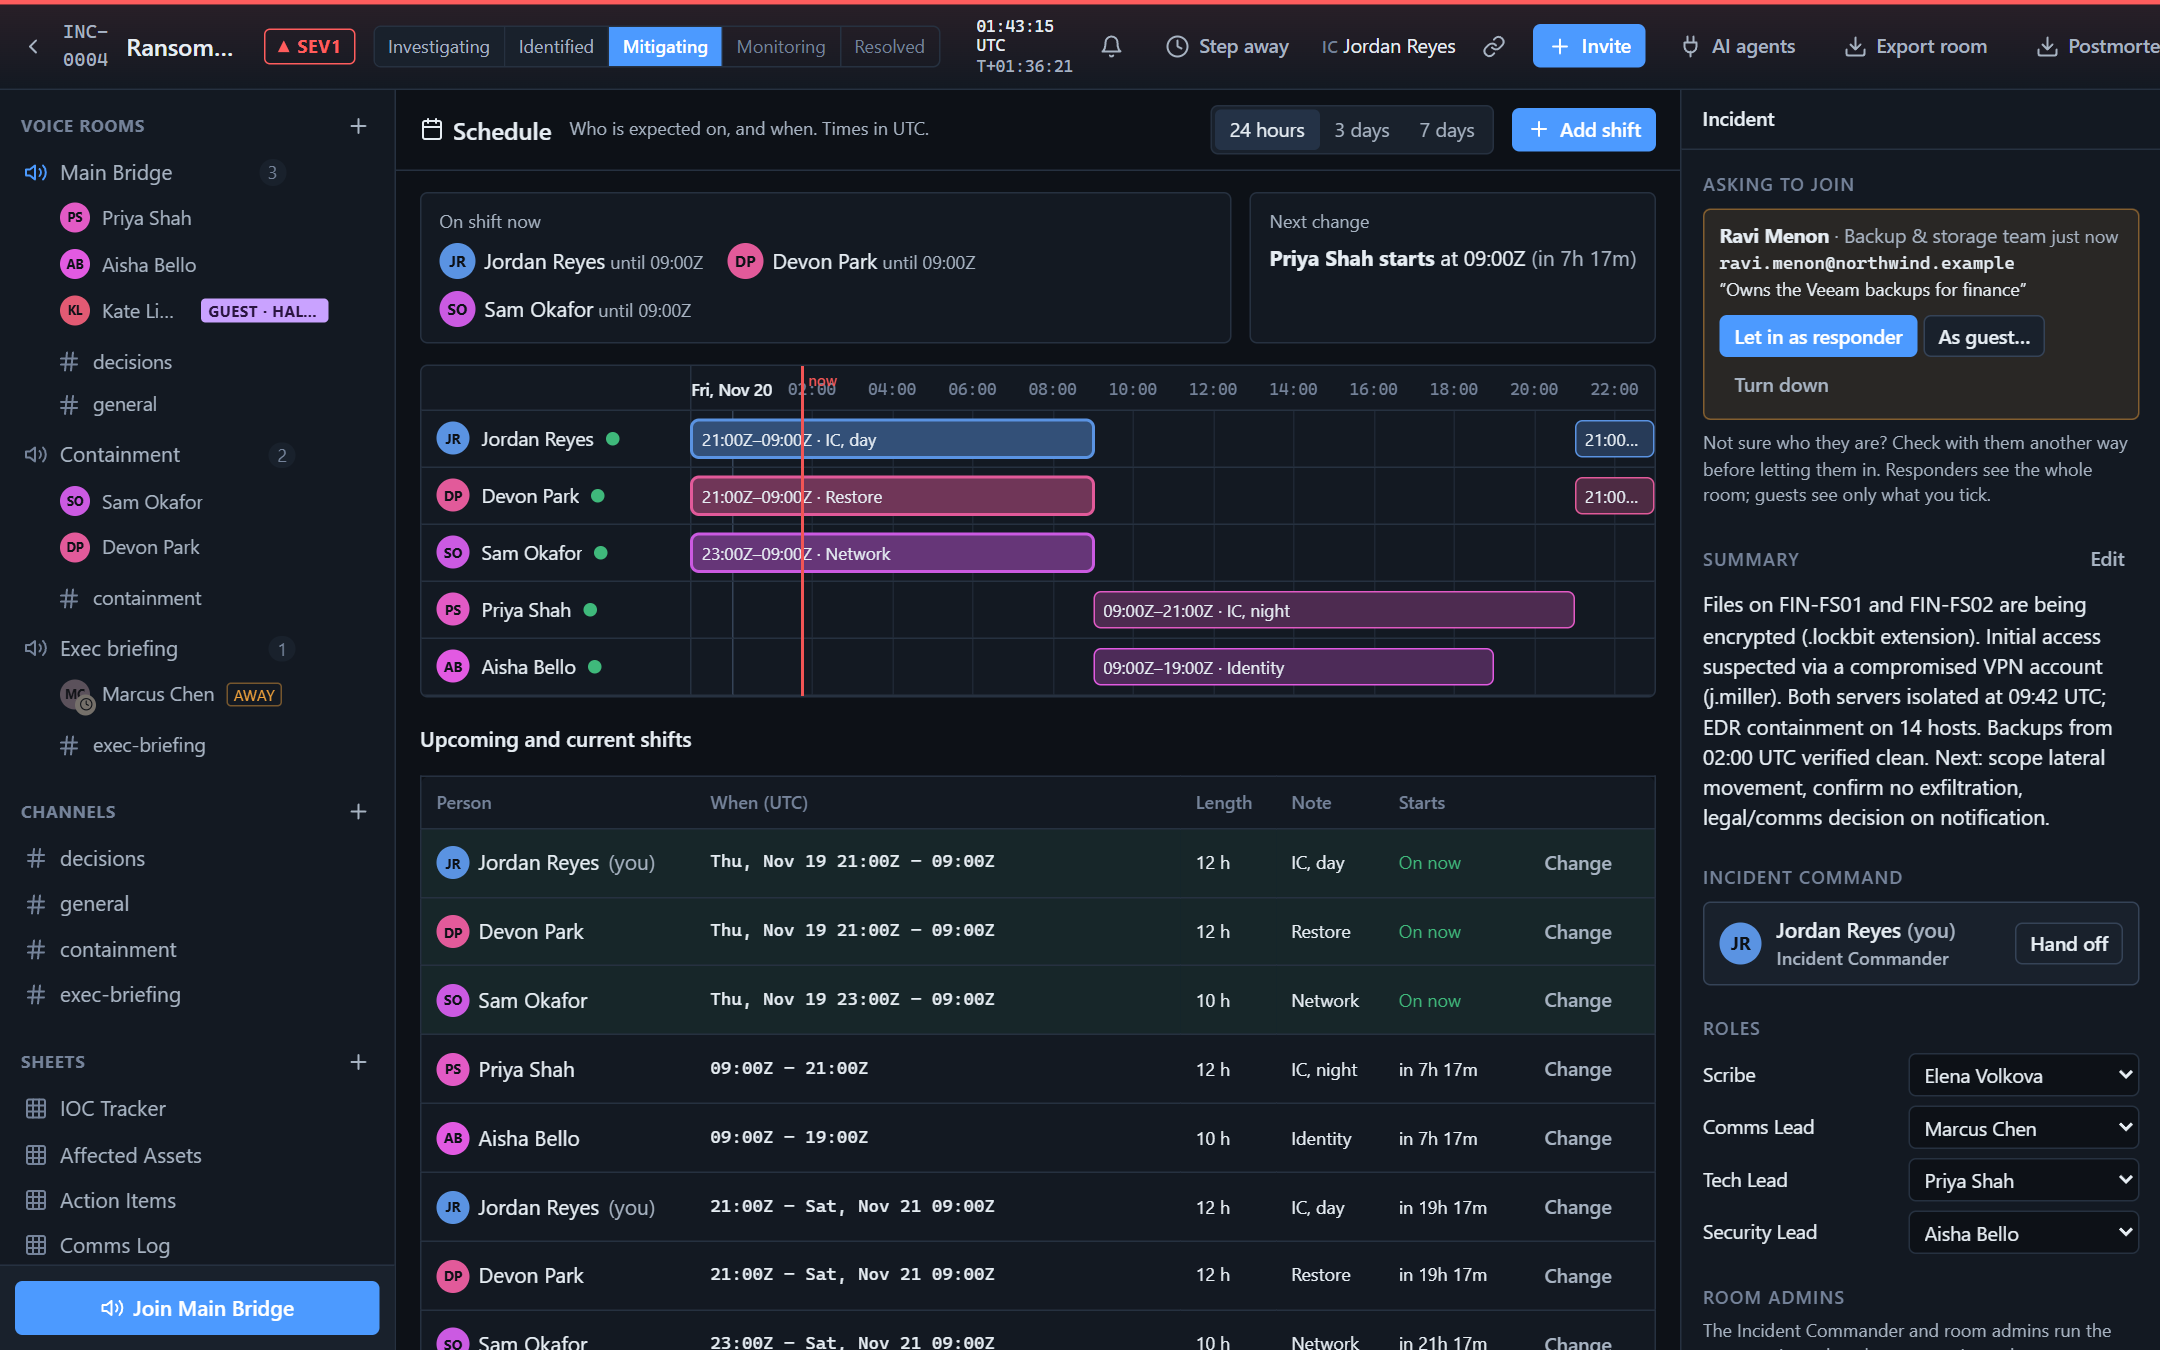 INC-
0004
Ransom...
SEV1
Investigating
Identified
Mitigating
Monitoring
Resolved
01:43:15
UTC
T+01:36:21
Step away
IC Jordan Reyes
Invite
AI agents
Export room
Postmorte
VOICE ROOMS
Main Bridge
3
PS
Priya Shah
AB
Aisha Bello
KL
Kate Li...
GUEST · HAL...
decisions
general
Containment
2
SO
Sam Okafor
DP
Devon Park
containment
Exec briefing
1
MC
Marcus Chen
AWAY
exec-briefing
CHANNELS
decisions
general
containment
exec-briefing
SHEETS
IOC Tracker
Affected Assets
Action Items
Comms Log
Join Main Bridge
Schedule
Who is expected on, and when. Times in UTC.
24 hours
3 days
7 days
Add shift
On shift now
JR
Jordan Reyes until 09:00Z
DP
Devon Park until 09:00Z
SO
Sam Okafor until 09:00Z
Next change
Priya Shah starts at 09:00Z (in 7h 17m)
now
Fri, Nov 20
02:00
04:00
06:00
08:00
10:00
12:00
14:00
16:00
18:00
20:00
22:00
JR
Jordan Reyes
21:00Z–09:00Z · IC, day
21:00...
DP
Devon Park
21:00Z–09:00Z · Restore
21:00...
SO
Sam Okafor
23:00Z–09:00Z · Network
PS
Priya Shah
09:00Z–21:00Z · IC, night
AB
Aisha Bello
09:00Z–19:00Z · Identity
Upcoming and current shifts
Person
When (UTC)
Length
Note
Starts
JR
Jordan Reyes (you)
Thu, Nov 19 21:00Z – 09:00Z
12 h
IC, day
On now
Change
DP
Devon Park
Thu, Nov 19 21:00Z – 09:00Z
12 h
Restore
On now
Change
SO
Sam Okafor
Thu, Nov 19 23:00Z – 09:00Z
10 h
Network
On now
Change
PS
Priya Shah
09:00Z – 21:00Z
12 h
IC, night
in 7h 17m
Change
AB
Aisha Bello
09:00Z – 19:00Z
10 h
Identity
in 7h 17m
Change
JR
Jordan Reyes (you)
21:00Z – Sat, Nov 21 09:00Z
12 h
IC, day
in 19h 17m
Change
DP
Devon Park
21:00Z – Sat, Nov 21 09:00Z
12 h
Restore
in 19h 17m
Change
SO
Sam Okafor
23:00Z – Sat, Nov 21 09:00Z
10 h
Network
in 21h 17m
Change
Incident
ASKING TO JOIN
Ravi Menon · Backup & storage team just now
ravi.menon@northwind.example
“Owns the Veeam backups for finance”
Let in as responder
As guest...
Turn down
Not sure who they are? Check with them another way
before letting them in. Responders see the whole
room; guests see only what you tick.
SUMMARY
Edit
Files on FIN-FS01 and FIN-FS02 are being
encrypted (.lockbit extension). Initial access
suspected via a compromised VPN account
(j.miller). Both servers isolated at 09:42 UTC;
EDR containment on 14 hosts. Backups from
02:00 UTC verified clean. Next: scope lateral
movement, confirm no exfiltration,
legal/comms decision on notification.
INCIDENT COMMAND
JR
Jordan Reyes (you)
Incident Commander
Hand off
ROLES
Scribe
Elena Volkova
Comms Lead
Marcus Chen
Tech Lead
Priya Shah
Security Lead
Aisha Bello
ROOM ADMINS
The Incident Commander and room admins run the